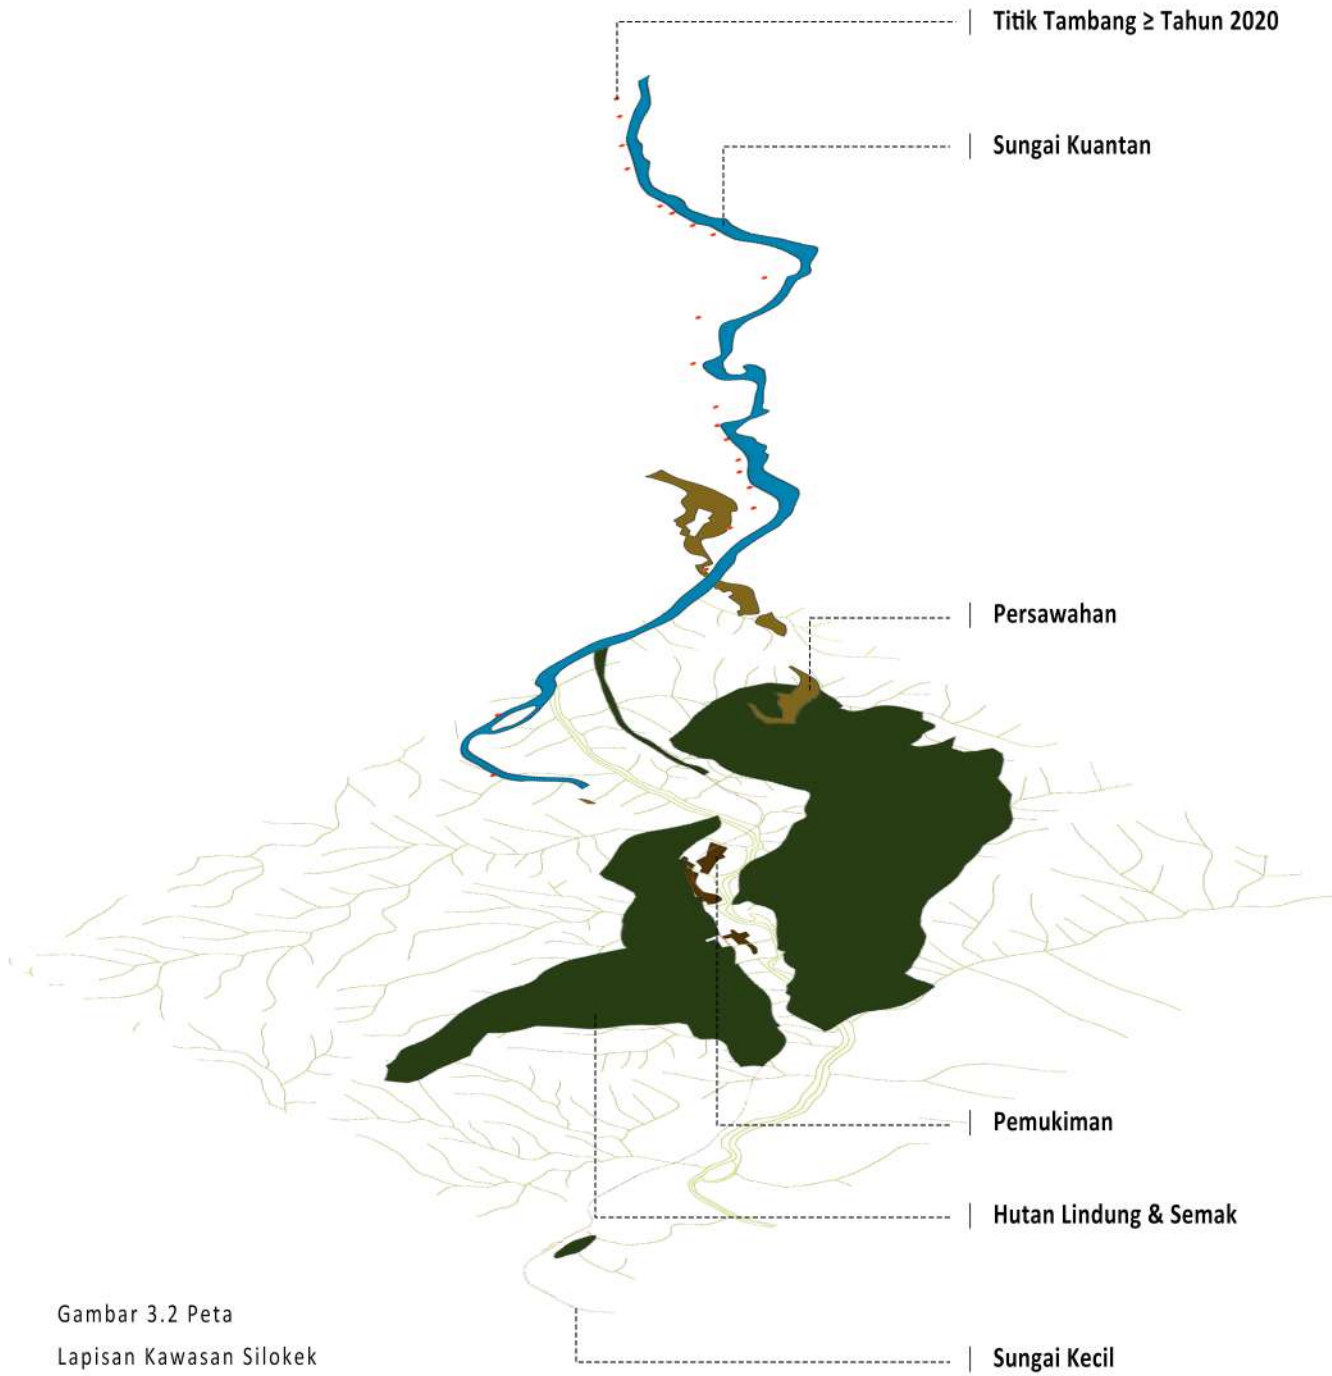 Titik Tambang ≥ Tahun 2020
Sungai Kuantan
Persawahan
Pemukiman
Hutan Lindung & Semak
Gambar 3.2 Peta
Lapisan Kawasan Silokek
Sungai Kecil